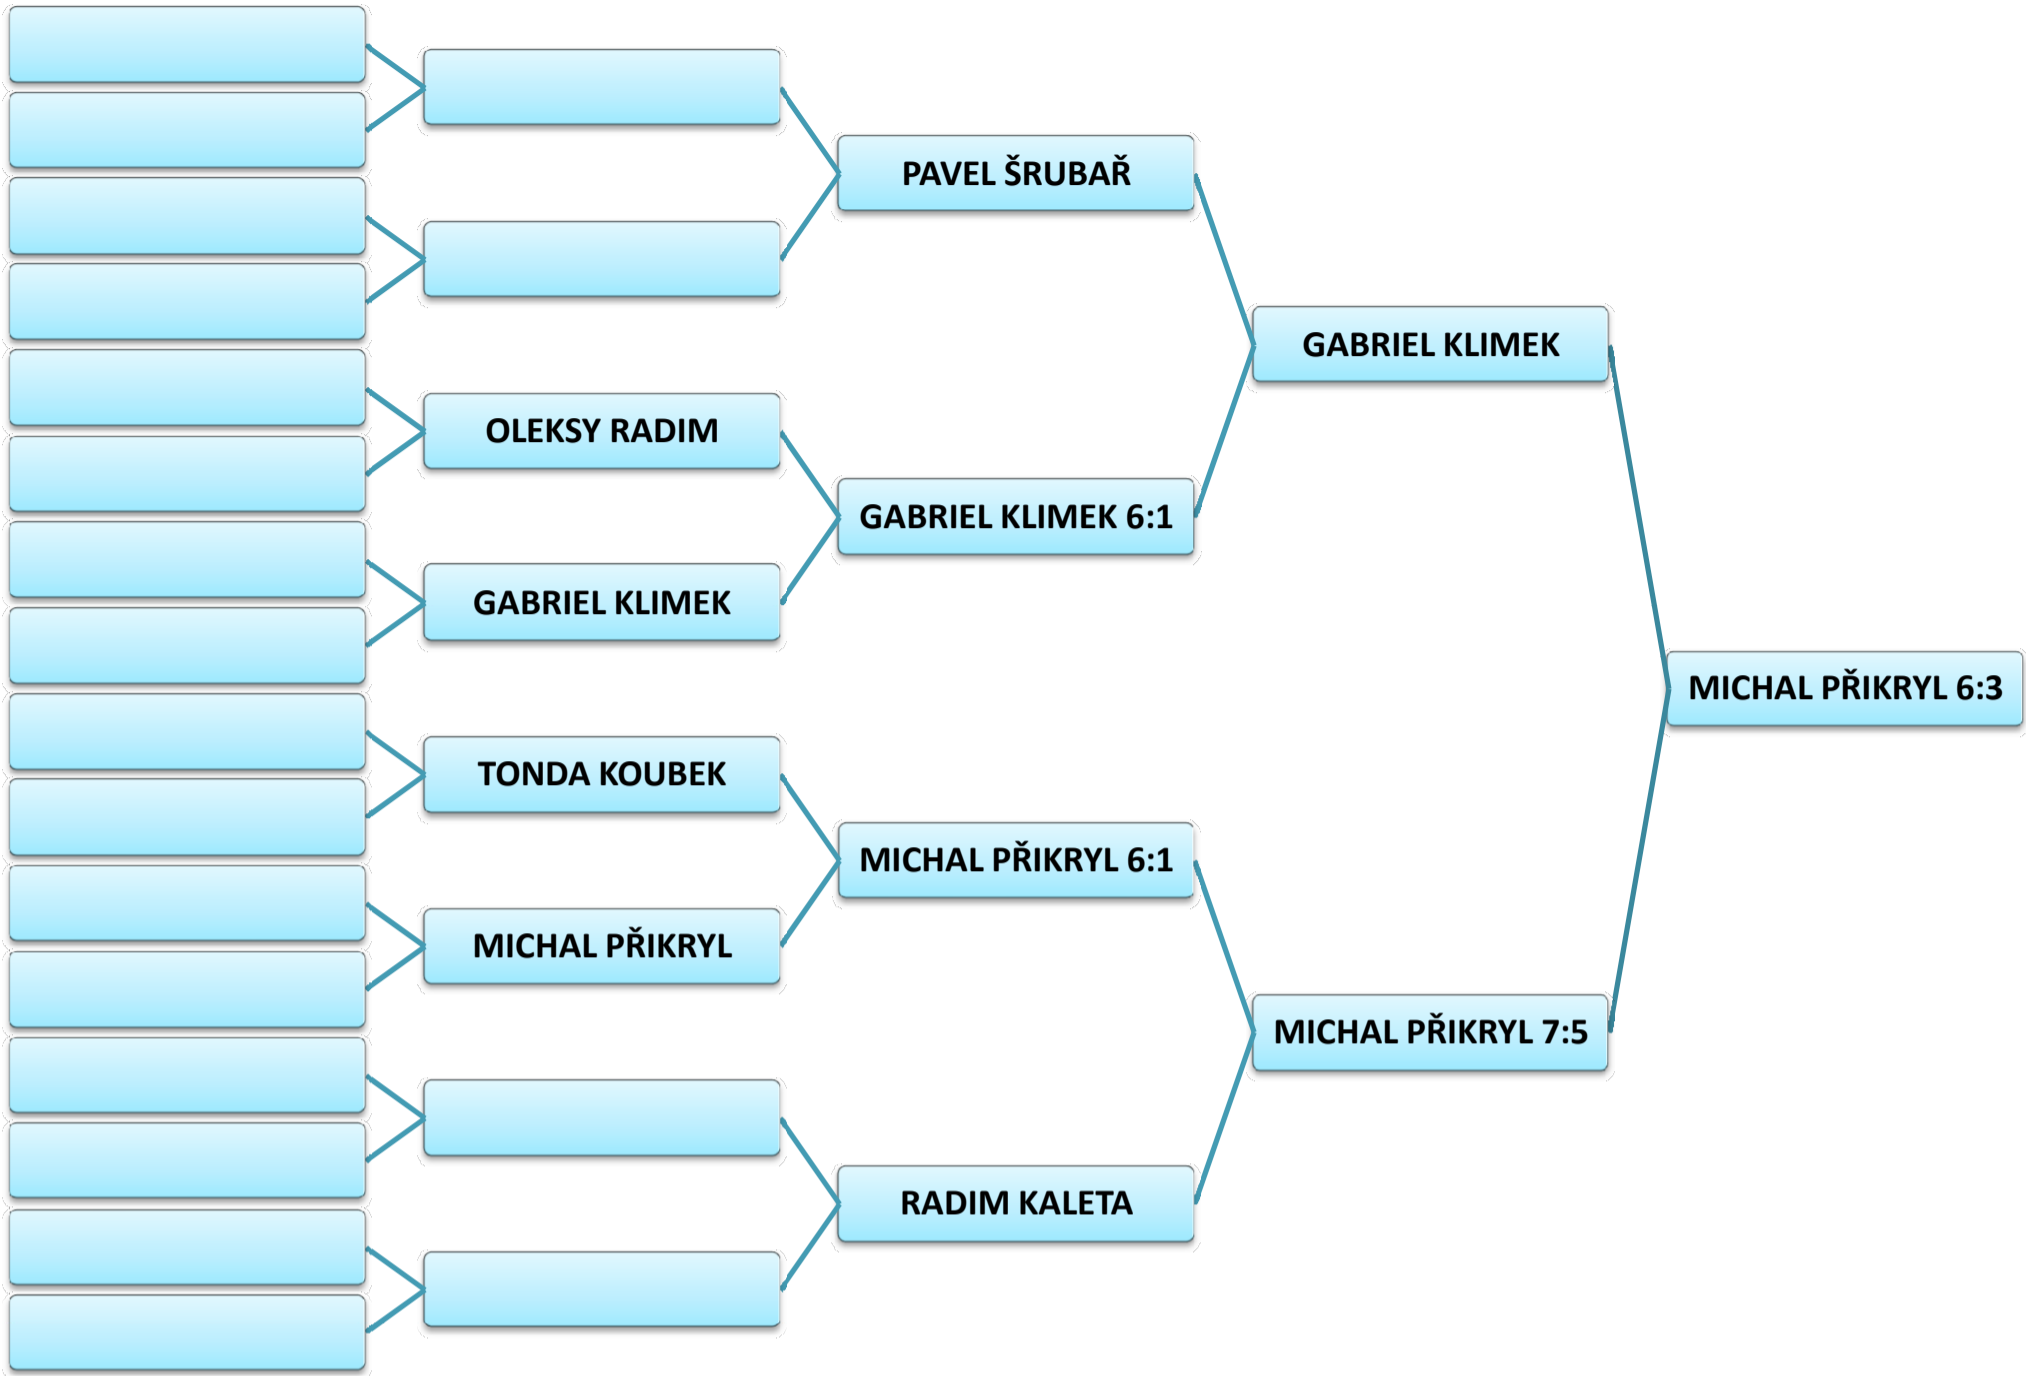 PAVEL ŠRUBAŘ
GABRIEL KLIMEK
OLEKSY RADIM
GABRIEL KLIMEK 6:1
GABRIEL KLIMEK
MICHAL PŘIKRYL 6:3
TONDA KOUBEK
MICHAL PŘIKRYL 6:1
MICHAL PŘIKRYL
MICHAL PŘIKRYL 7:5
RADIM KALETA